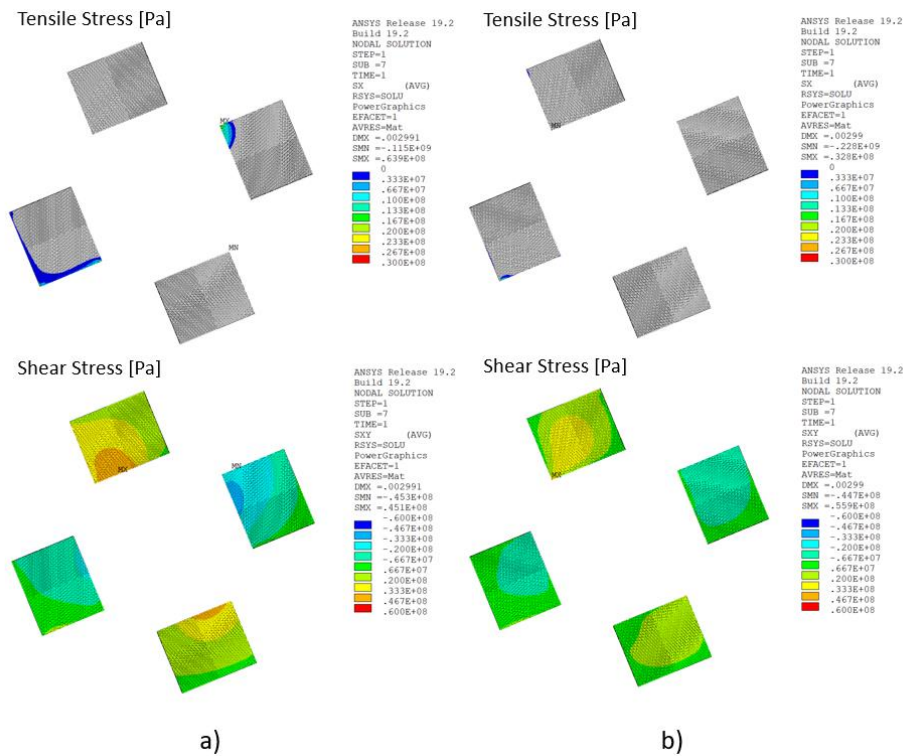 Tensile Stress [Pa]
ANSYS Release 19.2
Build 19.2
NODAL SOLUTION
STEP=1
SUB =7
TIME=1
SX (AVG)
RSYS=SOLU
PowerGraphics
EFACET=1
AVRES=Mat
DMX =.002991
SMN =-.115E+09
SMX =.639E+08
0
.333E+07
.667E+07
.100E+08
.133E+08
.167E+08
.200E+08
.233E+08
.267E+08
.300E+08
MX
MN
Tensile Stress [Pa]
ANSYS Release 19.2
Build 19.2
NODAL SOLUTION
STEP=1
SUB =7
TIME=1
SX (AVG)
RSYS=SOLU
PowerGraphics
EFACET=1
AVRES=Mat
DMX =.00299
SMN =-.228E+09
SMX =.328E+08
0
.333E+07
.667E+07
.100E+08
.133E+08
.167E+08
.200E+08
.233E+08
.267E+08
.300E+08
MN
Shear Stress [Pa]
ANSYS Release 19.2
Build 19.2
NODAL SOLUTION
STEP=1
SUB =7
TIME=1
SXY (AVG)
RSYS=SOLU
PowerGraphics
EFACET=1
AVRES=Mat
DMX =.002991
SMN =-.453E+08
SMX =.451E+08
-.600E+08
-.467E+08
-.333E+08
-.200E+08
-.667E+07
.667E+07
.200E+08
.333E+08
.467E+08
.600E+08
MX
MN
Shear Stress [Pa]
ANSYS Release 19.2
Build 19.2
NODAL SOLUTION
STEP=1
SUB =7
TIME=1
SXY (AVG)
RSYS=SOLU
PowerGraphics
EFACET=1
AVRES=Mat
DMX =.00299
SMN =-.447E+08
SMX =.559E+08
-.600E+08
-.467E+08
-.333E+08
-.200E+08
-.667E+07
.667E+07
.200E+08
.333E+08
.467E+08
.600E+08
MX
a)
b)